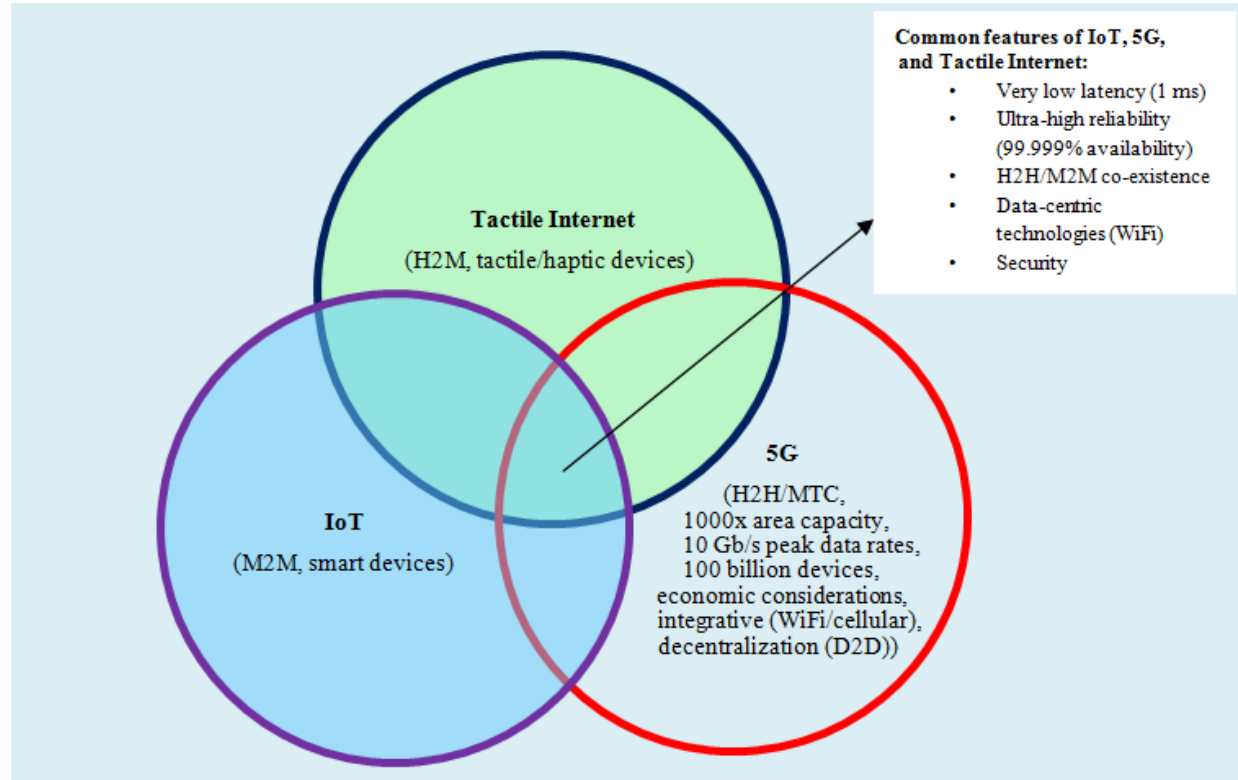 Common features of IoT, 5G,
and Tactile Internet:
• Very low latency (1 ms)
• Ultra-high reliability
(99.999% availability)
• H2H/M2M co-existence
• Data-centric
technologies (WiFi)
• Security
Tactile Internet
(H2M, tactile/haptic devices)
IoT
(M2M, smart devices)
5G
(H2H/MTC,
1000x area capacity,
10 Gb/s peak data rates,
100 billion devices,
economic considerations,
integrative (WiFi/cellular),
decentralization (D2D))